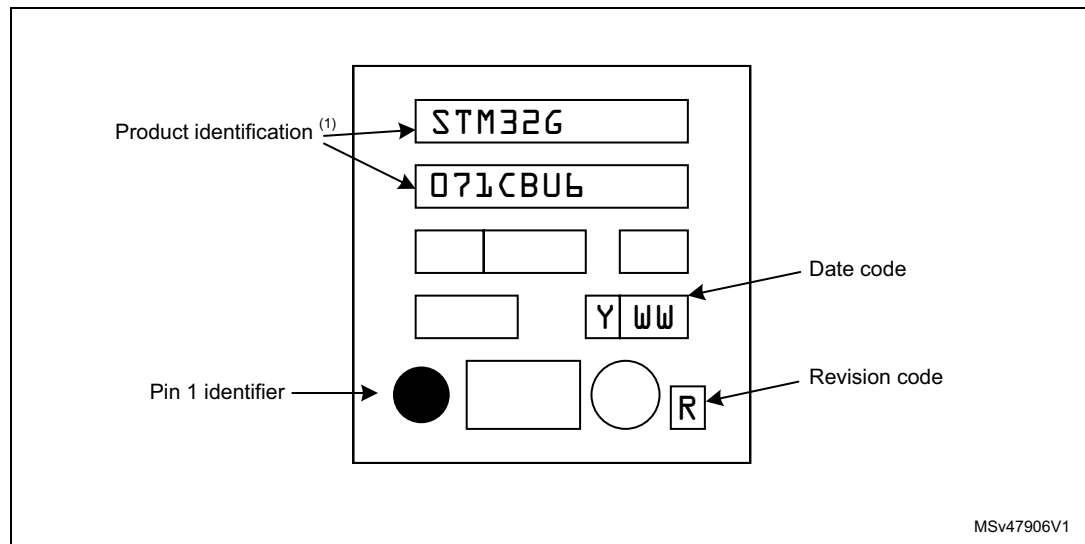 STM32G
Product identification (1)
071CBU6
Date code
Y WW
Pin 1 identifier
Revision code
R
MSv47906V1